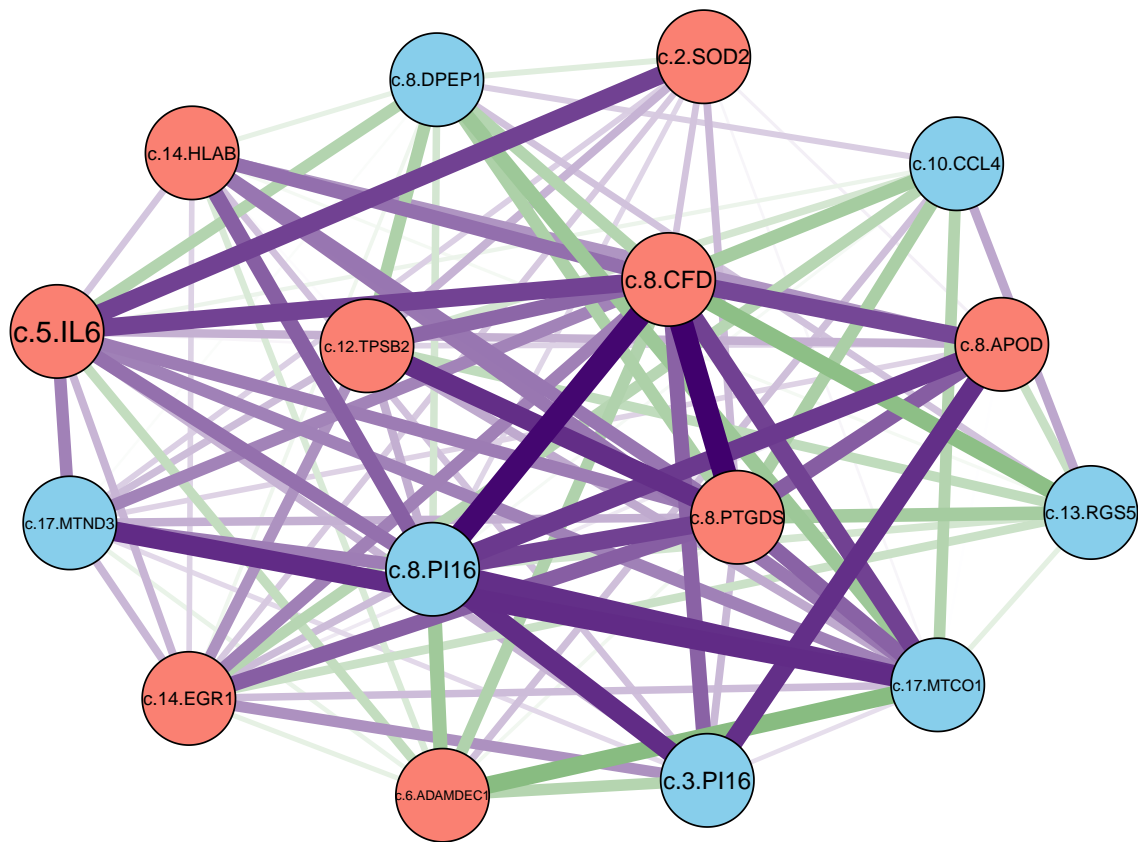 c.2.SOD2
c.8.DPEP1
c.14.HLAB
c.10.CCL4
c.8.CFD
c.5.IL6
c.12.TPSB2
c.8.APOD
c.17.MTND3
c.8.PTGDS
c.13.RGS5
c.8.PI16
c.14.EGR1
c.17.MTCO1
c.3.PI16
c.6.ADAMDEC1